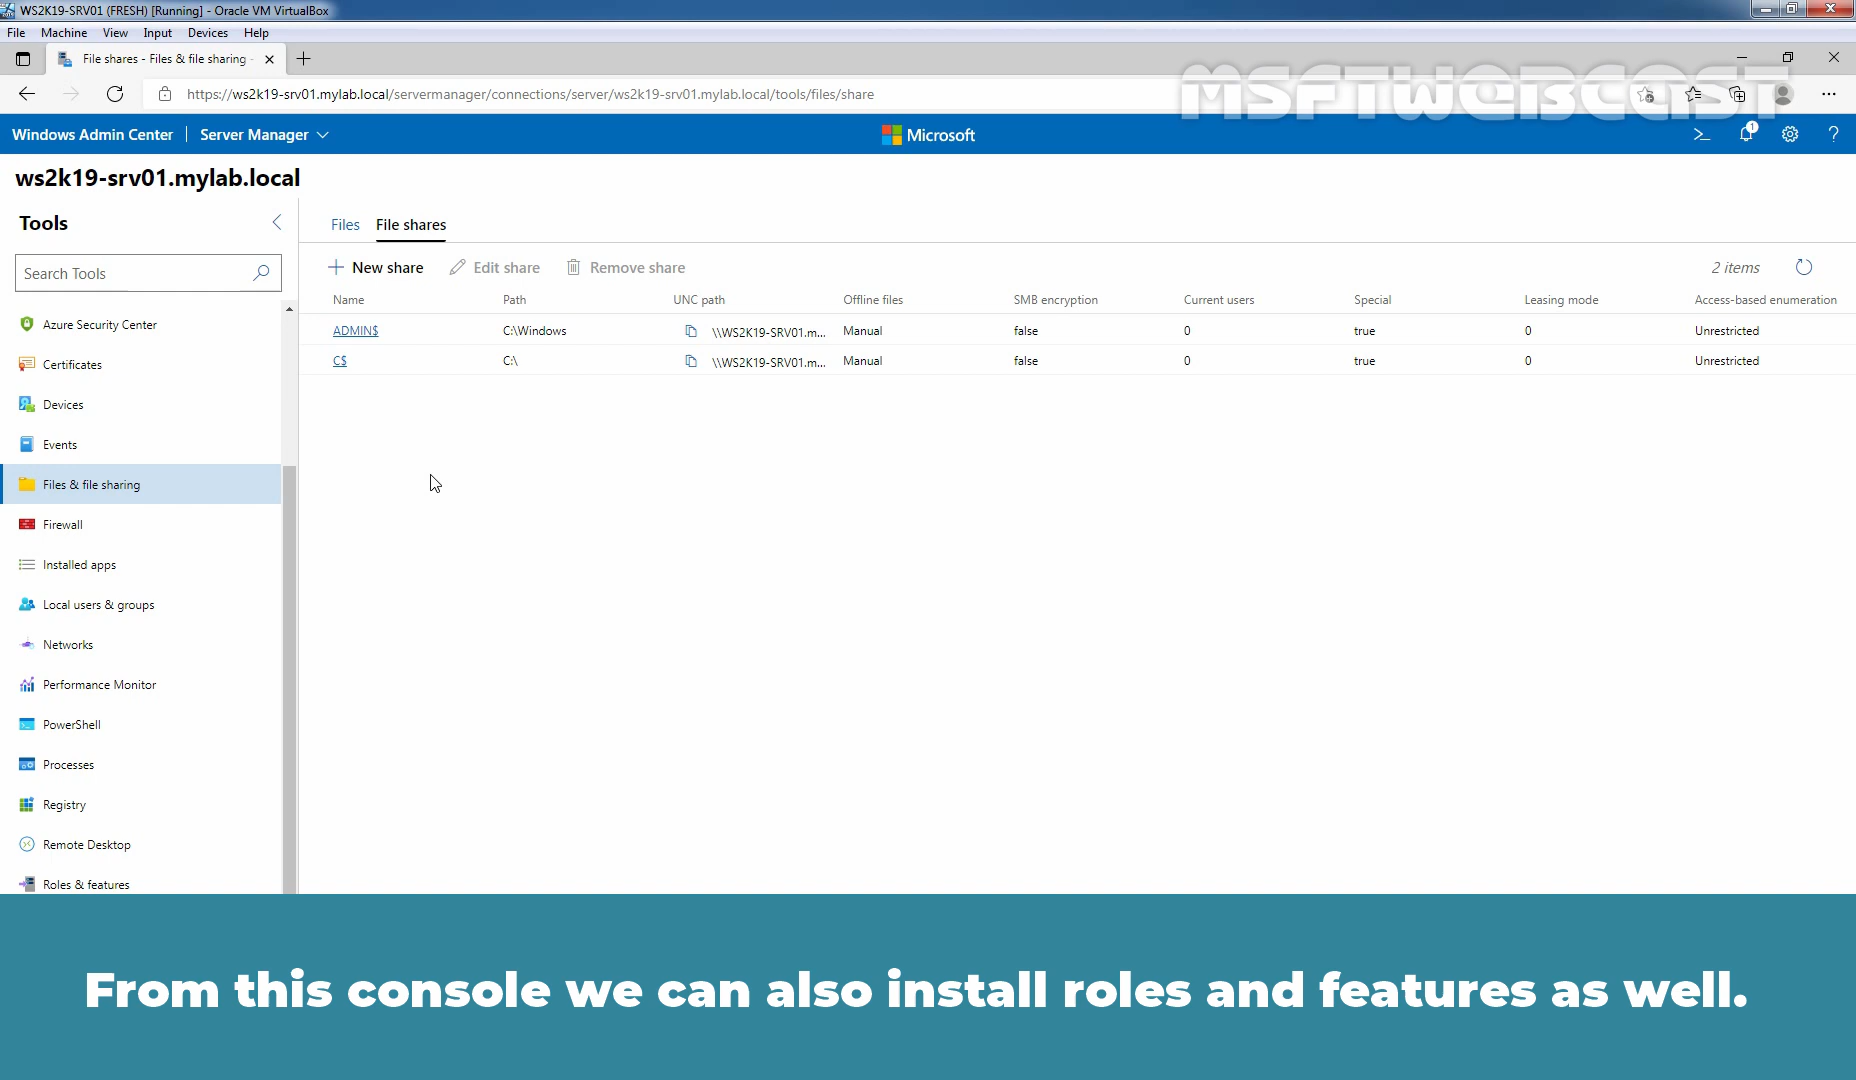 WS2K19-SRV01 (FRESH) [Running] - Oracle VM VirtualBox
File Machine View Input Devices Help
File shares - Files & file sharing -
MSFTWEBCAST
https://ws2k19-srv01.mylab.local/servermanager/connections/server/ws2k19-srv01.mylab.local/tools/files/share
Windows Admin Center | Server Manager
Microsoft
1
ws2k19-srv01.mylab.local
Tools
Search Tools
Azure Security Center
Certificates
Devices
Events
Files & file sharing
Firewall
Installed apps
Local users & groups
Networks
Performance Monitor
PowerShell
Processes
Registry
Remote Desktop
Roles & features
Files File shares
New share Edit share Remove share 2 items
Name Path UNC path Offline files SMB encryption Current users Special Leasing mode Access-based enumeration
ADMIN$ C:\Windows \\WS2K19-SRV01.m... Manual false 0 true 0 Unrestricted
C$ C:\ \\WS2K19-SRV01.m... Manual false 0 true 0 Unrestricted
From this console we can also install roles and features as well.